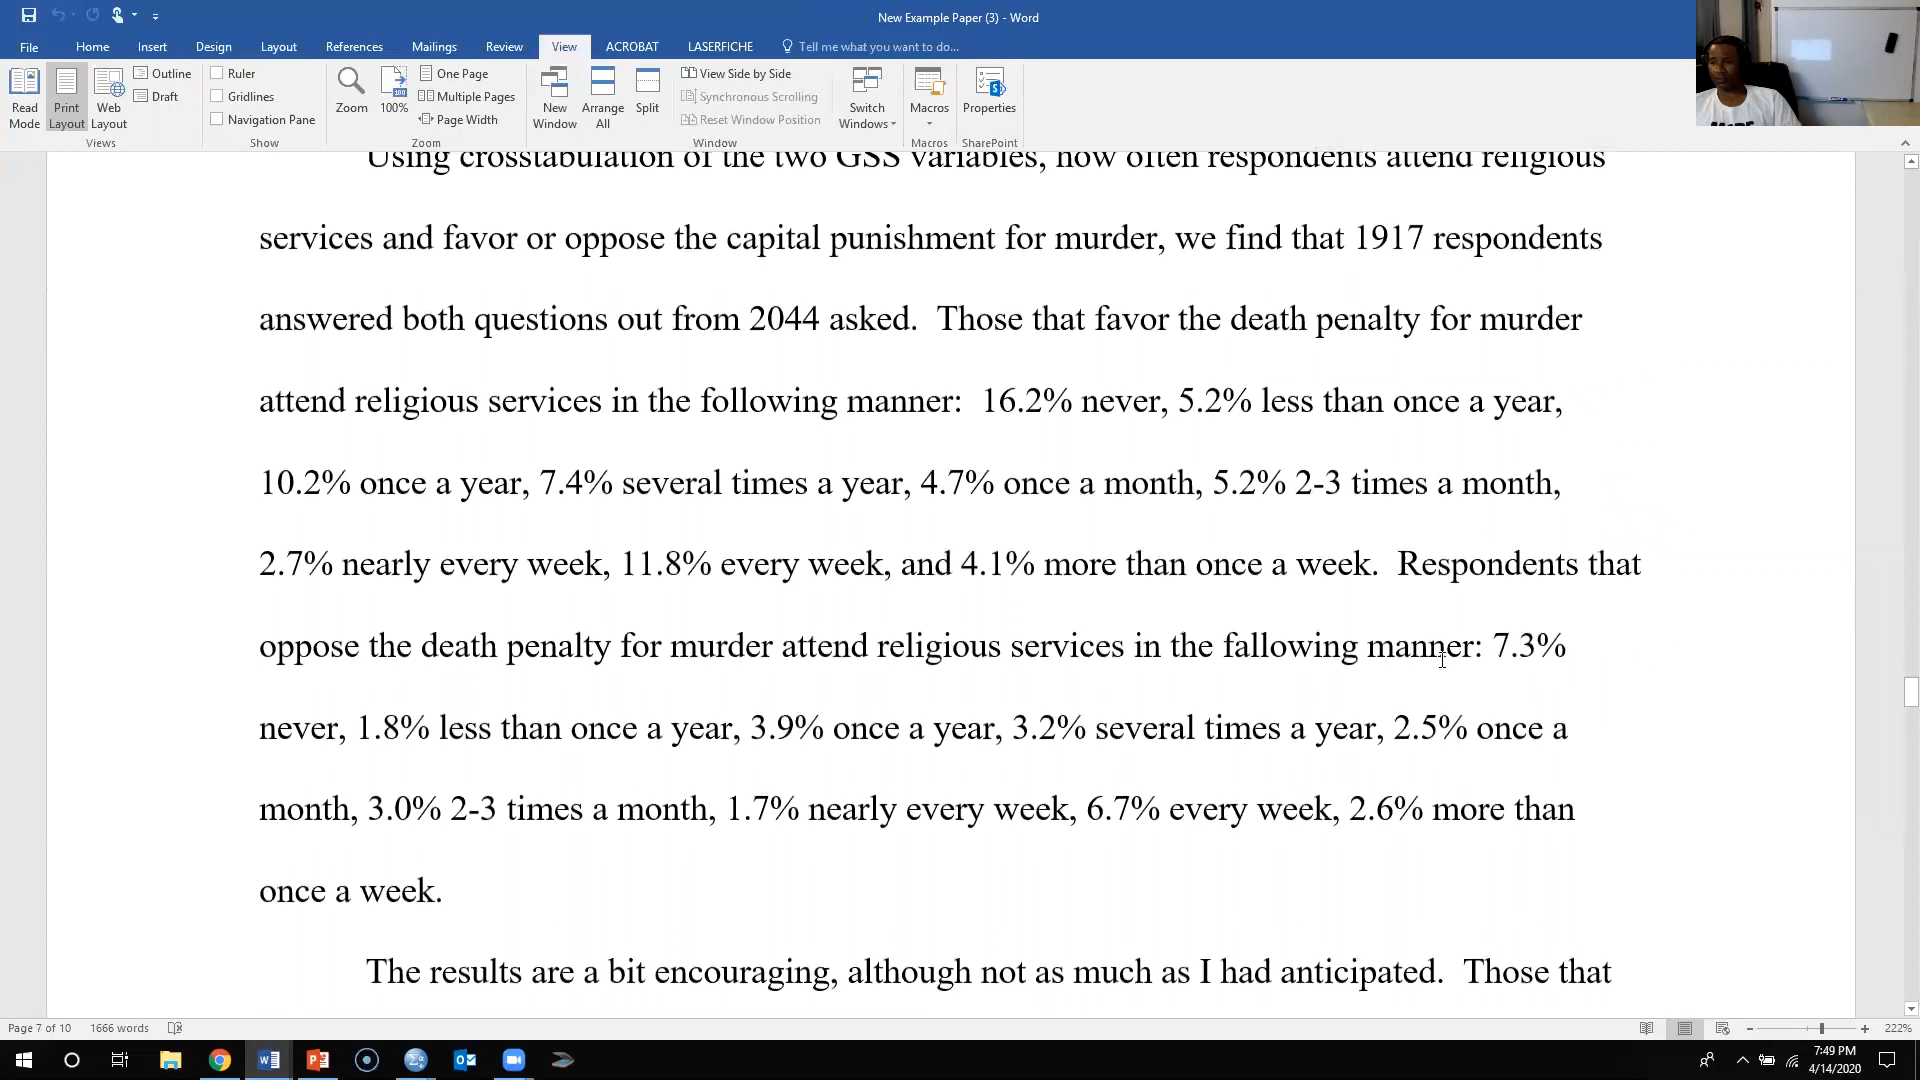 New Example Paper (3) - Word
File Home Insert Design Layout References Mailings Review View ACROBAT LASERFICHE Tell me what you want to do...
Read Mode
Print Layout
Web Layout
Outline
Draft
Views
Ruler
Gridlines
Navigation Pane
Show
Zoom
100%
One Page
Multiple Pages
Page Width
Zoom
New Window
Arrange All
Split
View Side by Side
Synchronous Scrolling
Reset Window Position
Window
Switch Windows
Macros
Macros
Properties
SharePoint
Using crosstabulation of the two GSS variables, how often respondents attend religious
services and favor or oppose the capital punishment for murder, we find that 1917 respondents
answered both questions out from 2044 asked. Those that favor the death penalty for murder
attend religious services in the following manner: 16.2% never, 5.2% less than once a year,
10.2% once a year, 7.4% several times a year, 4.7% once a month, 5.2% 2-3 times a month,
2.7% nearly every week, 11.8% every week, and 4.1% more than once a week. Respondents that
oppose the death penalty for murder attend religious services in the fallowing manner: 7.3%
never, 1.8% less than once a year, 3.9% once a year, 3.2% several times a year, 2.5% once a
month, 3.0% 2-3 times a month, 1.7% nearly every week, 6.7% every week, 2.6% more than
once a week.
The results are a bit encouraging, although not as much as I had anticipated. Those that
Page 7 of 10 1666 words
222%
7:49 PM
4/14/2020